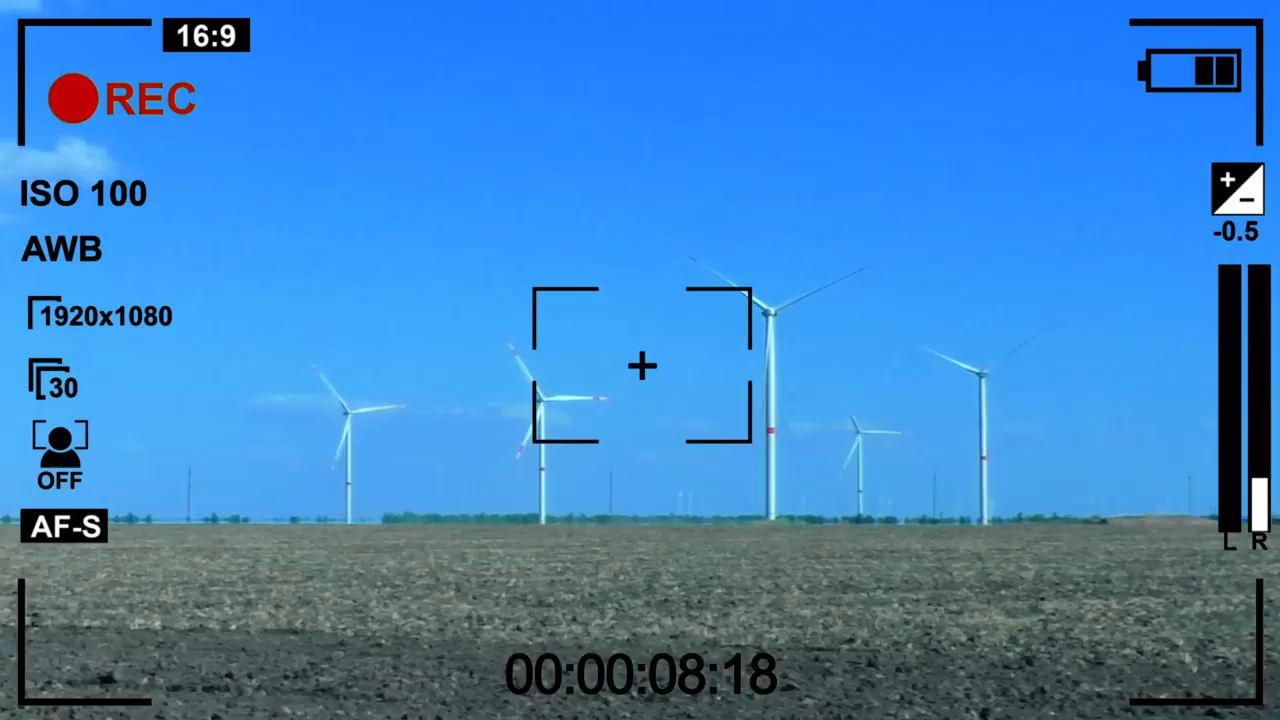 16:9
REC
ISO 100
AWB
1920x1080
30
OFF
AF-S
+
-
-0.5
L R
00:00:08:18